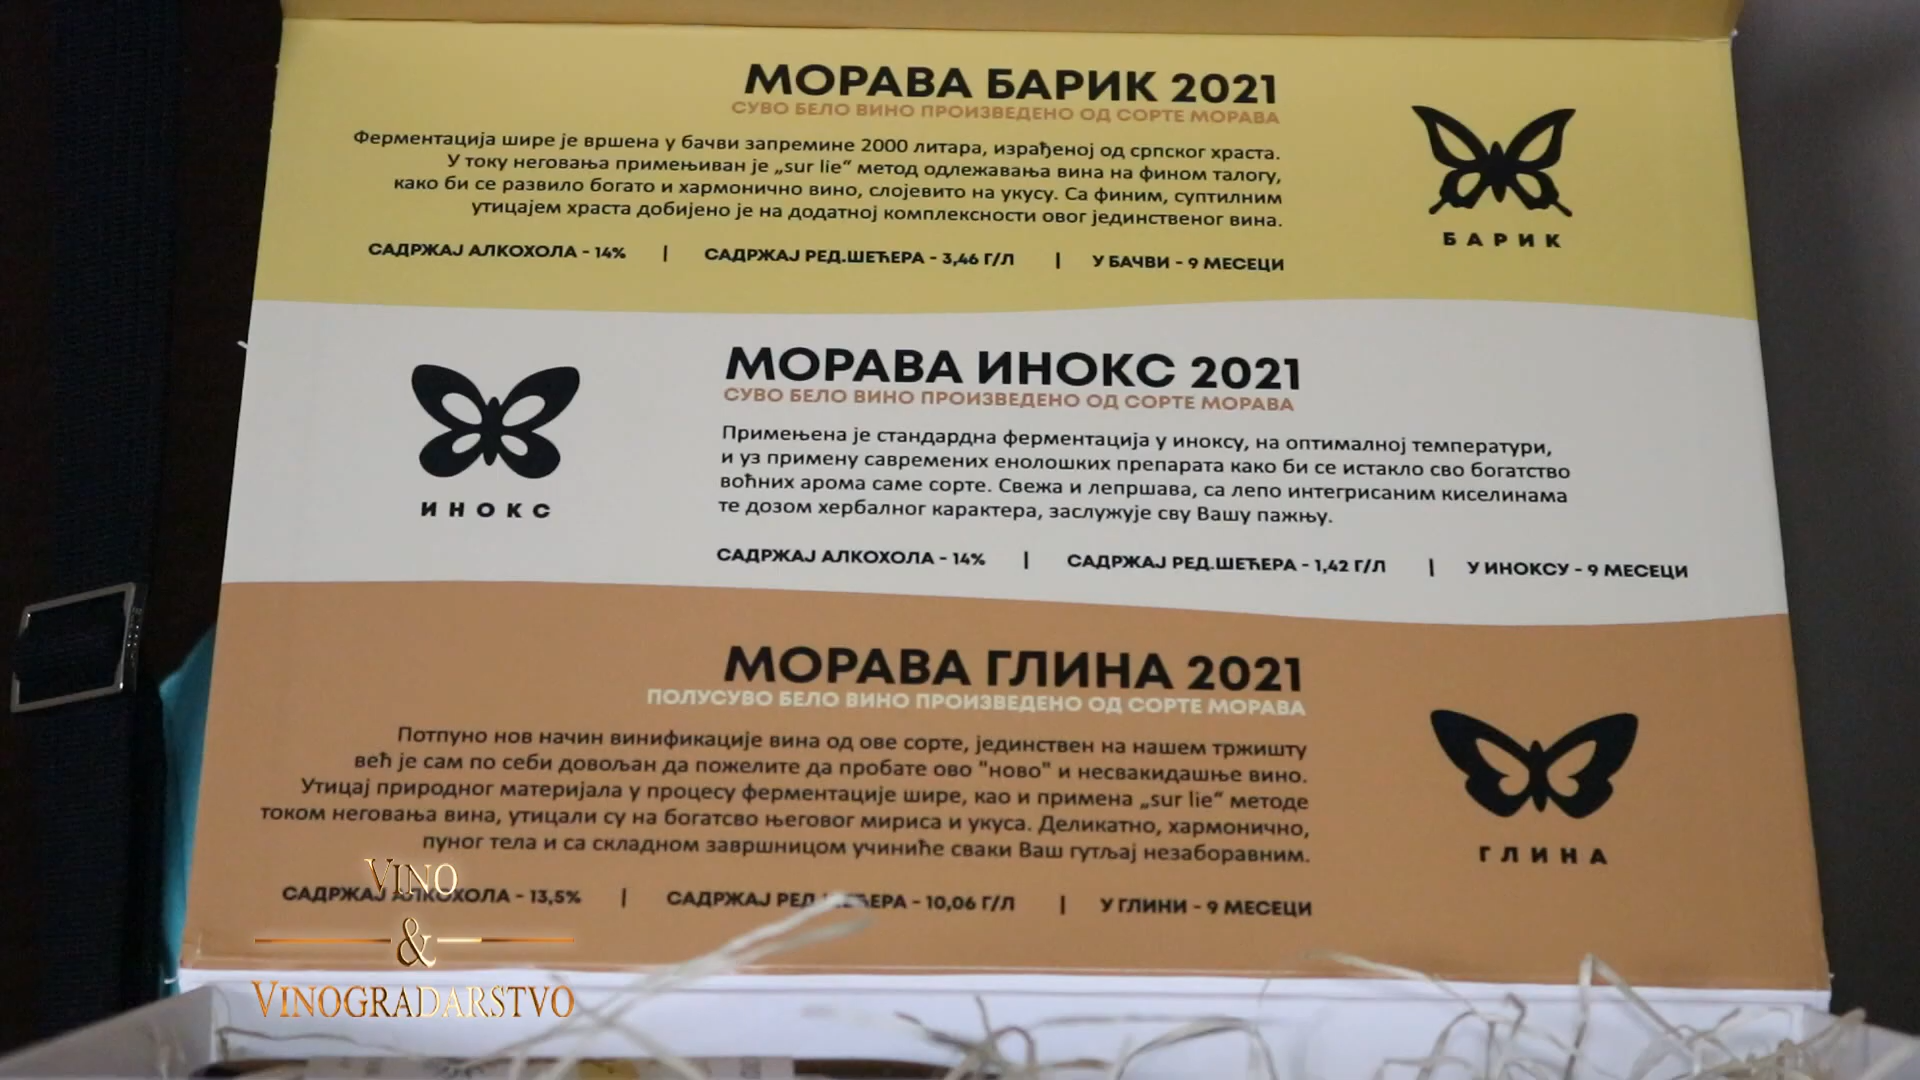 МОРАВА БАРИК 2021
СУВО БЕЛО ВИНО ПРОИЗВЕДЕНО ОД СОРТЕ МОРАВА
Ферментација шире је вршена у бачви запремине 2000 литара, израђеној од српског храста.
У току неговања примењиван је „sur lie“ метод одлежавања вина на фином талогу,
како би се развило богато и хармонично вино, слојевито на укусу. Са финим, суптилним
утицајем храста добијено је на додатној комплексности овог јединственог вина.
САДРЖАЈ АЛКОХОЛА - 14% | САДРЖАЈ РЕД.ШЕЋЕРА - 3,46 Г/Л | У БАЧВИ - 9 МЕСЕЦИ
БАРИК
МОРАВА ИНОКС 2021
СУВО БЕЛО ВИНО ПРОИЗВЕДЕНО ОД СОРТЕ МОРАВА
Примењена је стандардна ферментација у иноксу, на оптималној температури,
и уз примену савремених енолошких препарата како би се истакло сво богатство
воћних арома саме сорте. Свежа и лепршава, са лепо интегрисаним киселинама
те дозом хербалног карактера, заслужује сву Вашу пажњу.
САДРЖАЈ АЛКОХОЛА - 14% | САДРЖАЈ РЕД.ШЕЋЕРА - 1,42 Г/Л | У ИНОКСУ - 9 МЕСЕЦИ
ИНОКС
МОРАВА ГЛИНА 2021
ПОЛУСУВО БЕЛО ВИНО ПРОИЗВЕДЕНО ОД СОРТЕ МОРАВА
Потпуно нов начин винификације вина од ове сорте, јединствен на нашем тржишту
већ је сам по себи довољан да пожелите да пробате ово "ново" и несвакидашње вино.
Утицај природног материјала у процесу ферментације шире, као и примена „sur lie“ методе
током неговања вина, утицали су на богатсво његовог мириса и укуса. Деликатно, хармонично,
пуног тела и са складном завршницом учиниће сваки Ваш гутљај незаборавним.
САДРЖАЈ АЛКОХОЛА - 13,5% | САДРЖАЈ РЕД.ШЕЋЕРА - 10,06 Г/Л | У ГЛИНИ - 9 МЕСЕЦИ
ГЛИНА
VINO
&
VINOGRADARSTVO